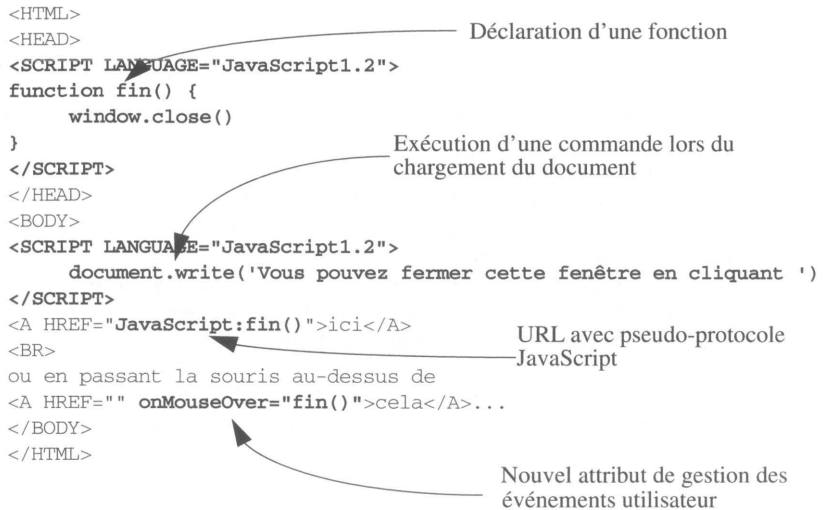 <HTML>
<HEAD>
Déclaration d'une fonction
<SCRIPT LANGUAGE="JavaScript1.2">
function fin() {
window.close()
}
Exécution d'une commande lors du
chargement du document
</SCRIPT>
</HEAD>
<BODY>
<SCRIPT LANGUAGE="JavaScript1.2">
document.write('Vous pouvez fermer cette fenêtre en cliquant ')
</SCRIPT>
<A HREF="JavaScript:fin()">ici</A>
URL avec pseudo-protocole
JavaScript
<BR>
ou en passant la souris au-dessus de
<A HREF="" onMouseOver="fin()">cela</A>...
</BODY>
</HTML>
Nouvel attribut de gestion des
événements utilisateur